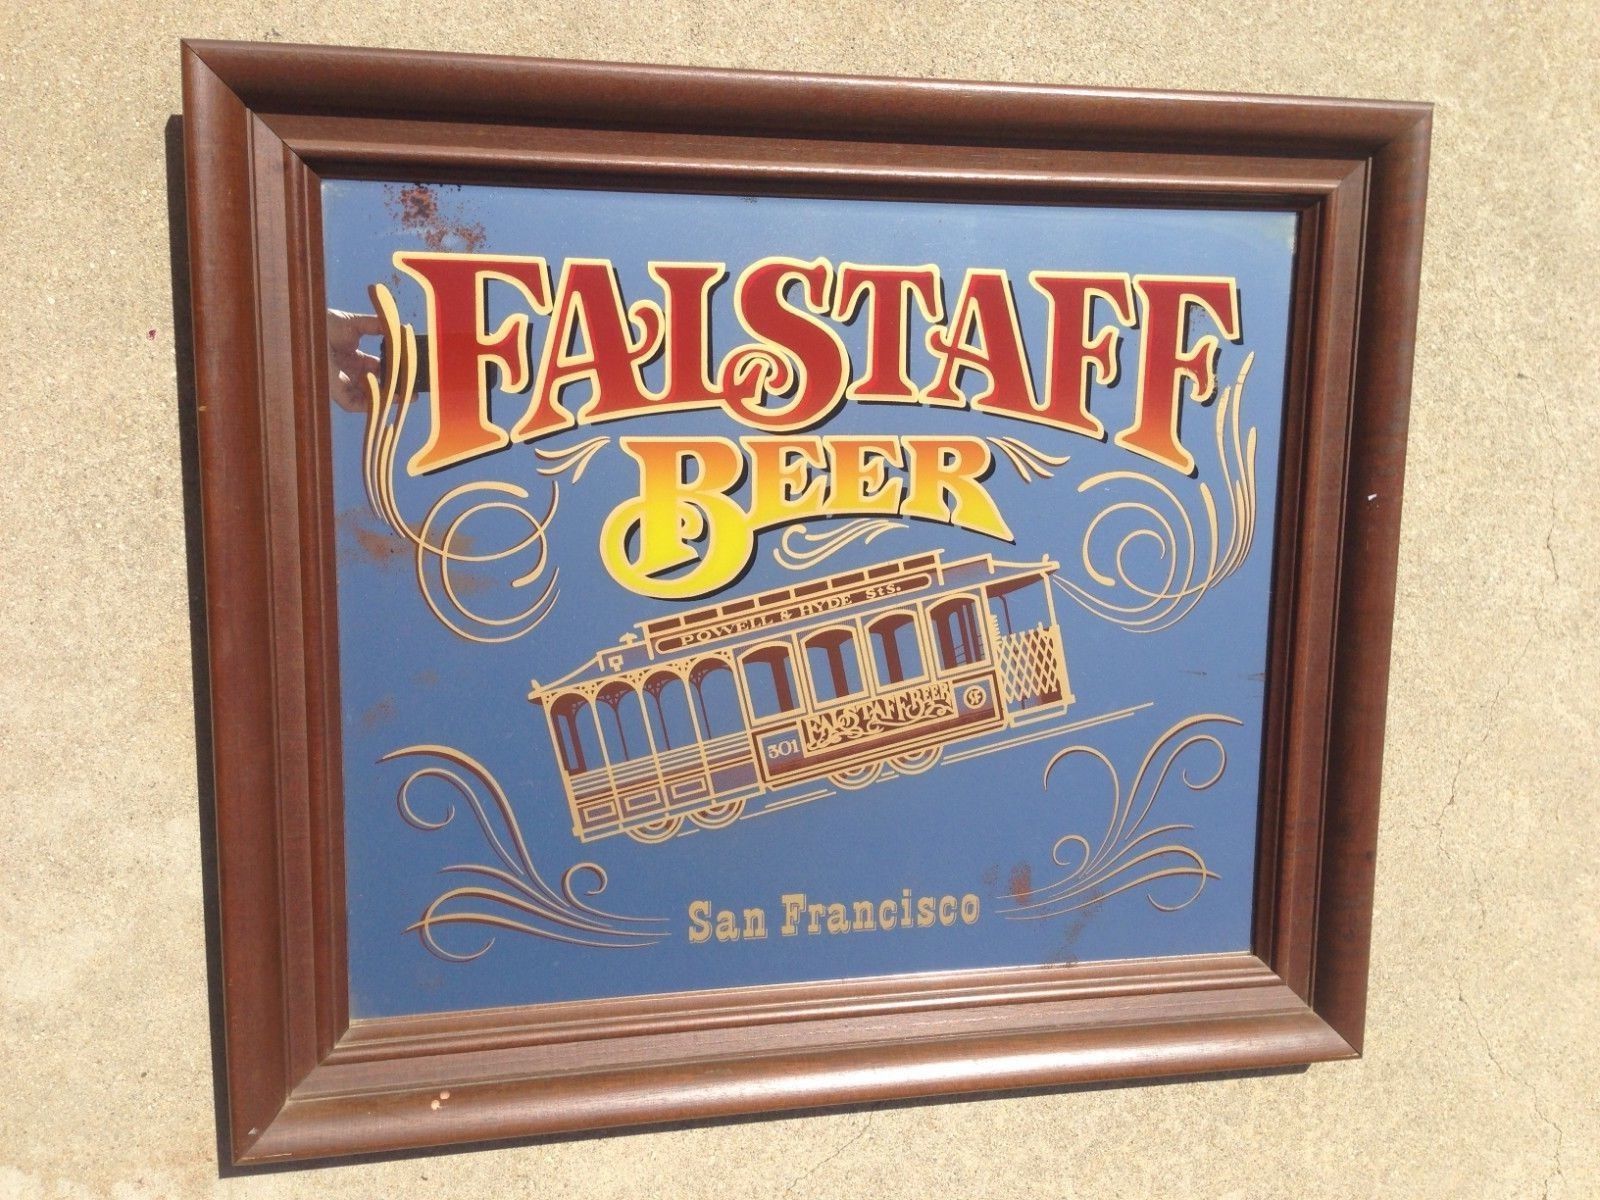 FALSTAFF
BEER
POWELL & HYDE STS.
501
FALSTAFF BEER
San Francisco